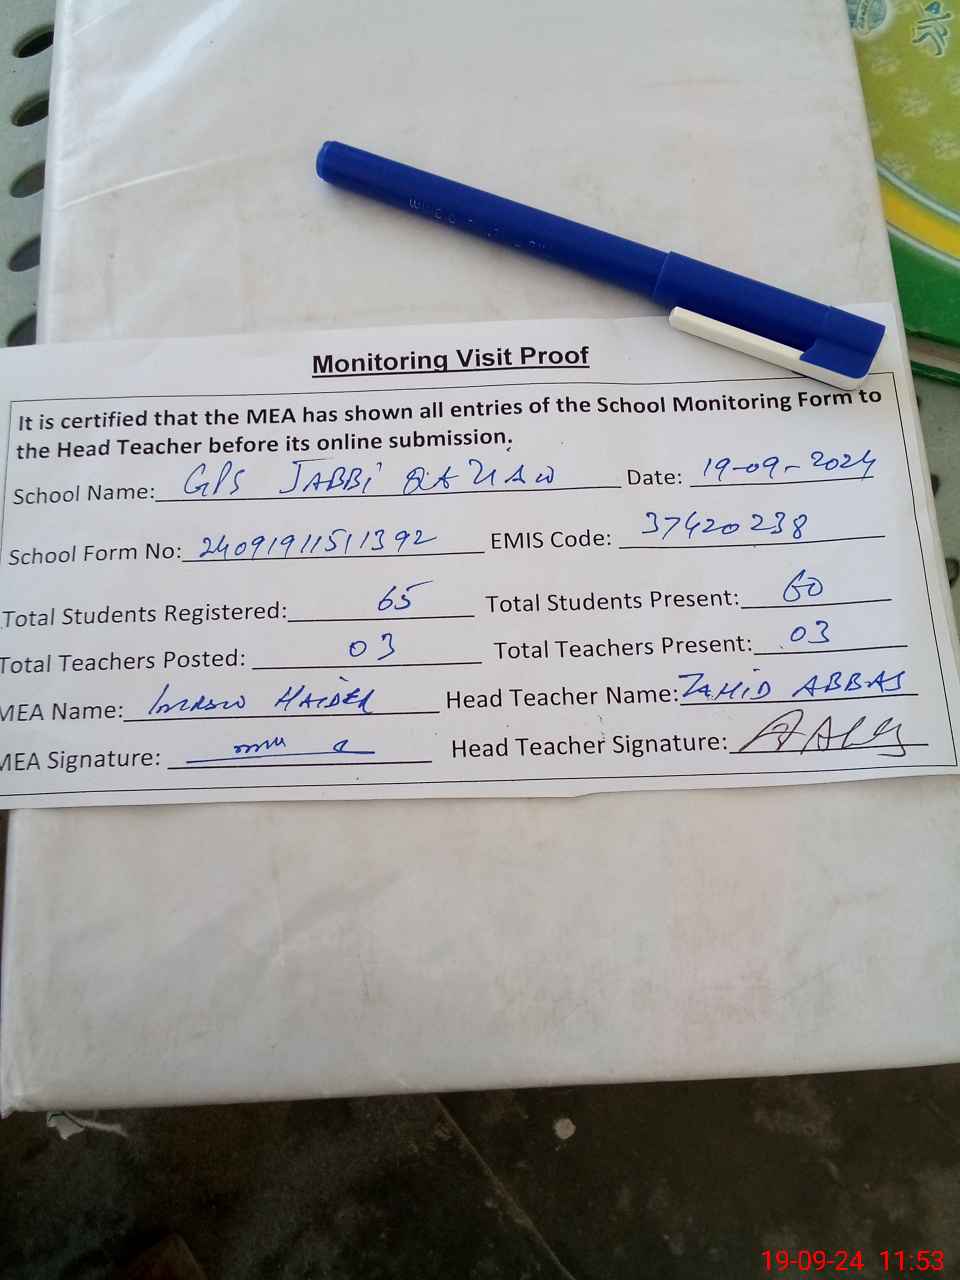 Monitoring Visit Proof
It is certified that the MEA has shown all entries of the School Monitoring Form to
the Head Teacher before its online submission.
School Name: GPS JABBI Date: 19-09-2024
School Form No: 24091911511392 EMIS Code: 37420238
Total Students Registered: 65 Total Students Present: 60
Total Teachers Posted: 03 Total Teachers Present: 03
MEA Name: HAIDER Head Teacher Name: ZAHID ABBAS
MEA Signature: Head Teacher Signature:
19-09-24 11:53